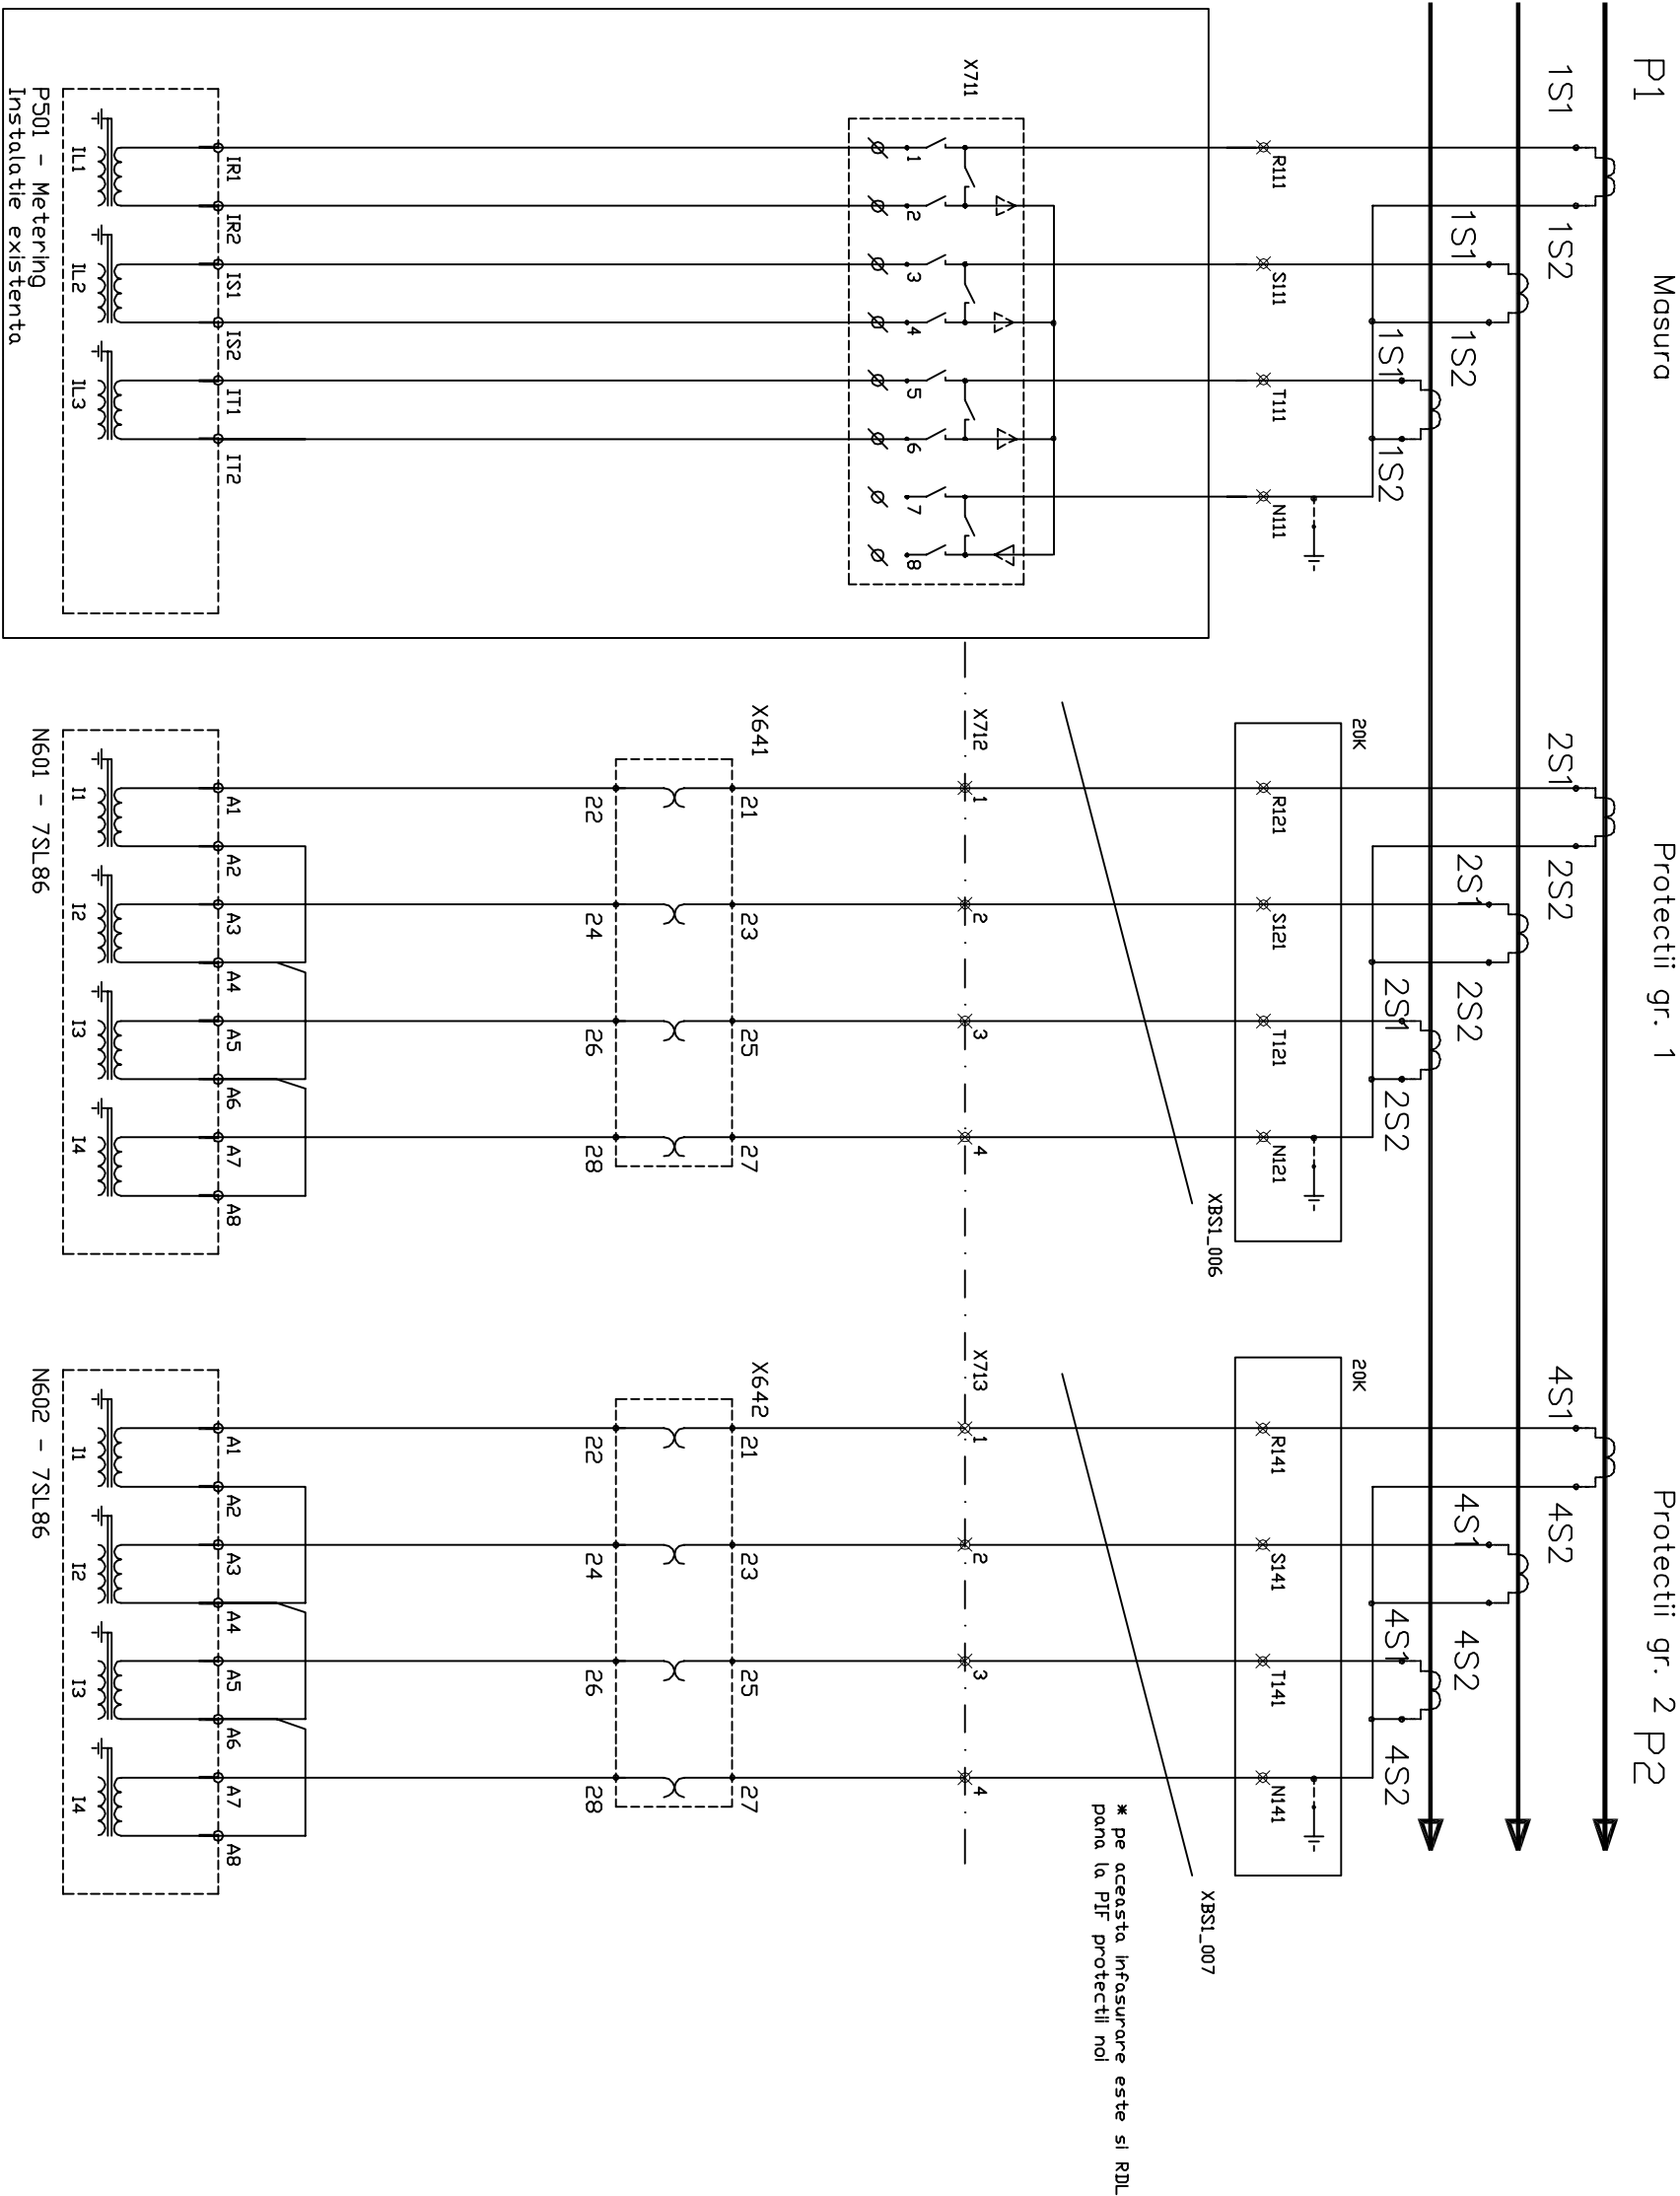 P1
Masura
Protectii gr. 1
Protectii gr. 2
P2
1S1
1S2
2S1
2S2
4S1
4S2
1S1
1S2
2S1
2S2
4S1
4S2
1S1
1S2
2S1
2S2
4S1
4S2
20K
20K
R111
S111
T111
N111
R121
S121
T121
N121
R141
S141
T141
N141
XBS1_006
XBS1_007
* pe aceasta infasurare este si RDL
pana la PIF protectii noi
X711
X712
X713
1
2
3
4
5
6
7
8
1
2
3
4
1
2
3
4
X641
21
23
25
27
22
24
26
28
X642
21
23
25
27
22
24
26
28
IR1
IR2
IS1
IS2
IT1
IT2
A1
A2
A3
A4
A5
A6
A7
A8
A1
A2
A3
A4
A5
A6
A7
A8
IL1
IL2
IL3
I1
I2
I3
I4
I1
I2
I3
I4
P501 - Metering
Instalatie existenta
N601 - 7SL86
N602 - 7SL86